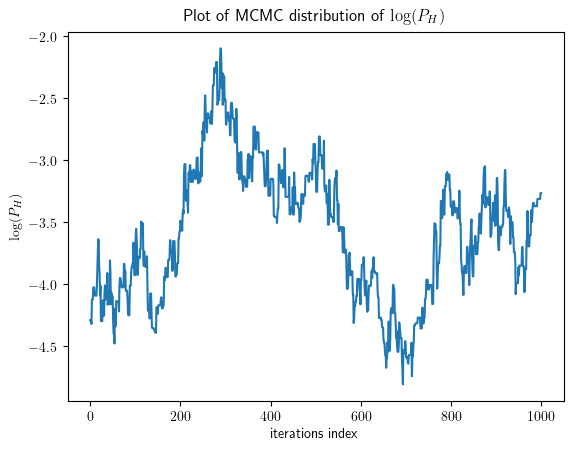 Plot of MCMC distribution of log(P_H)
−2.0
−2.5
−3.0
−3.5
−4.0
−4.5
log(P_H)
0 200 400 600 800 1000
iterations index